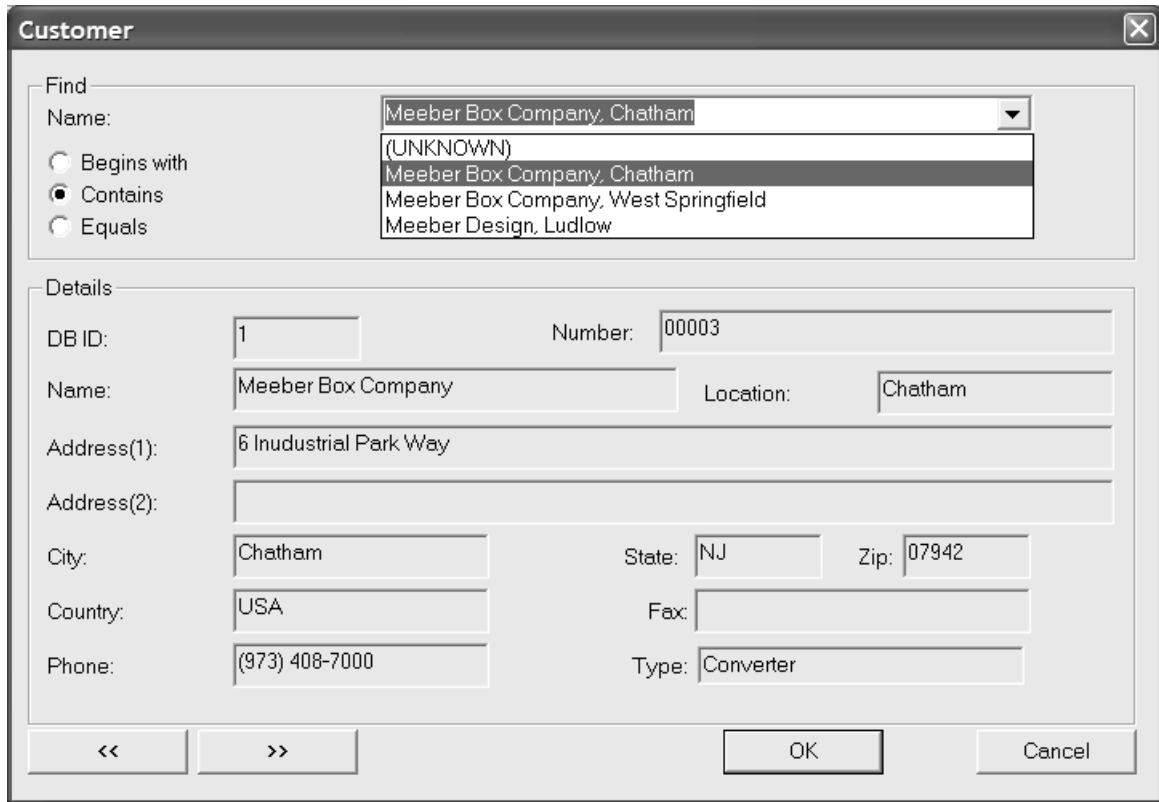 Customer
Find
Name: Meeber Box Company, Chatham
(UNKNOWN)
Begins with
Meeber Box Company, Chatham
Contains
Meeber Box Company, West Springfield
Equals
Meeber Design, Ludlow
Details
DB ID: 1 Number: 00003
Name: Meeber Box Company Location: Chatham
Address(1): 6 Inudustrial Park Way
Address(2):
City: Chatham State: NJ Zip: 07942
Country: USA Fax:
Phone: (973) 408-7000 Type: Converter
<< >> OK Cancel